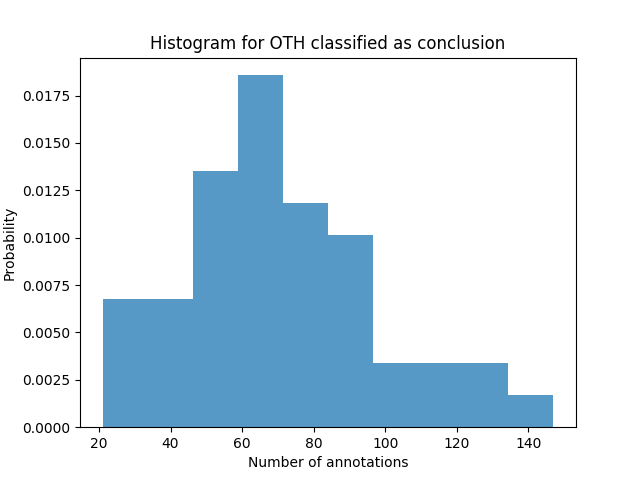 Histogram for OTH classified as conclusion
Probability
0.0175
0.0150
0.0125
0.0100
0.0075
0.0050
0.0025
0.0000
20 40 60 80 100 120 140
Number of annotations